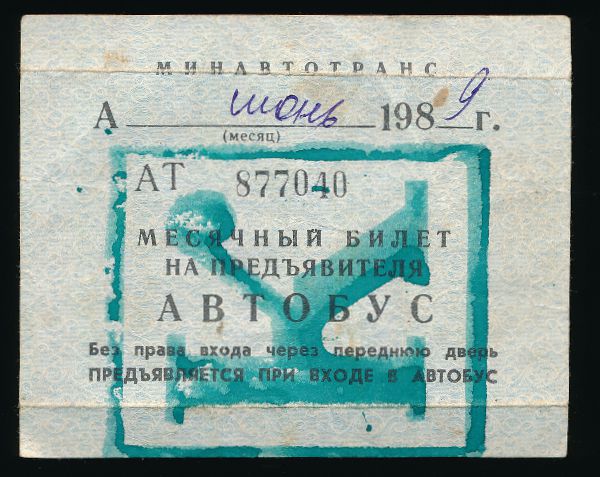 МИНАВТОТРАНС
А июнь 1989 г.
(месяц)
АТ 877040
МЕСЯЧНЫЙ БИЛЕТ
НА ПРЕДЪЯВИТЕЛЯ
АВТОБУС
Без права входа через переднюю дверь
ПРЕДЪЯВЛЯЕТСЯ ПРИ ВХОДЕ В АВТОБУС